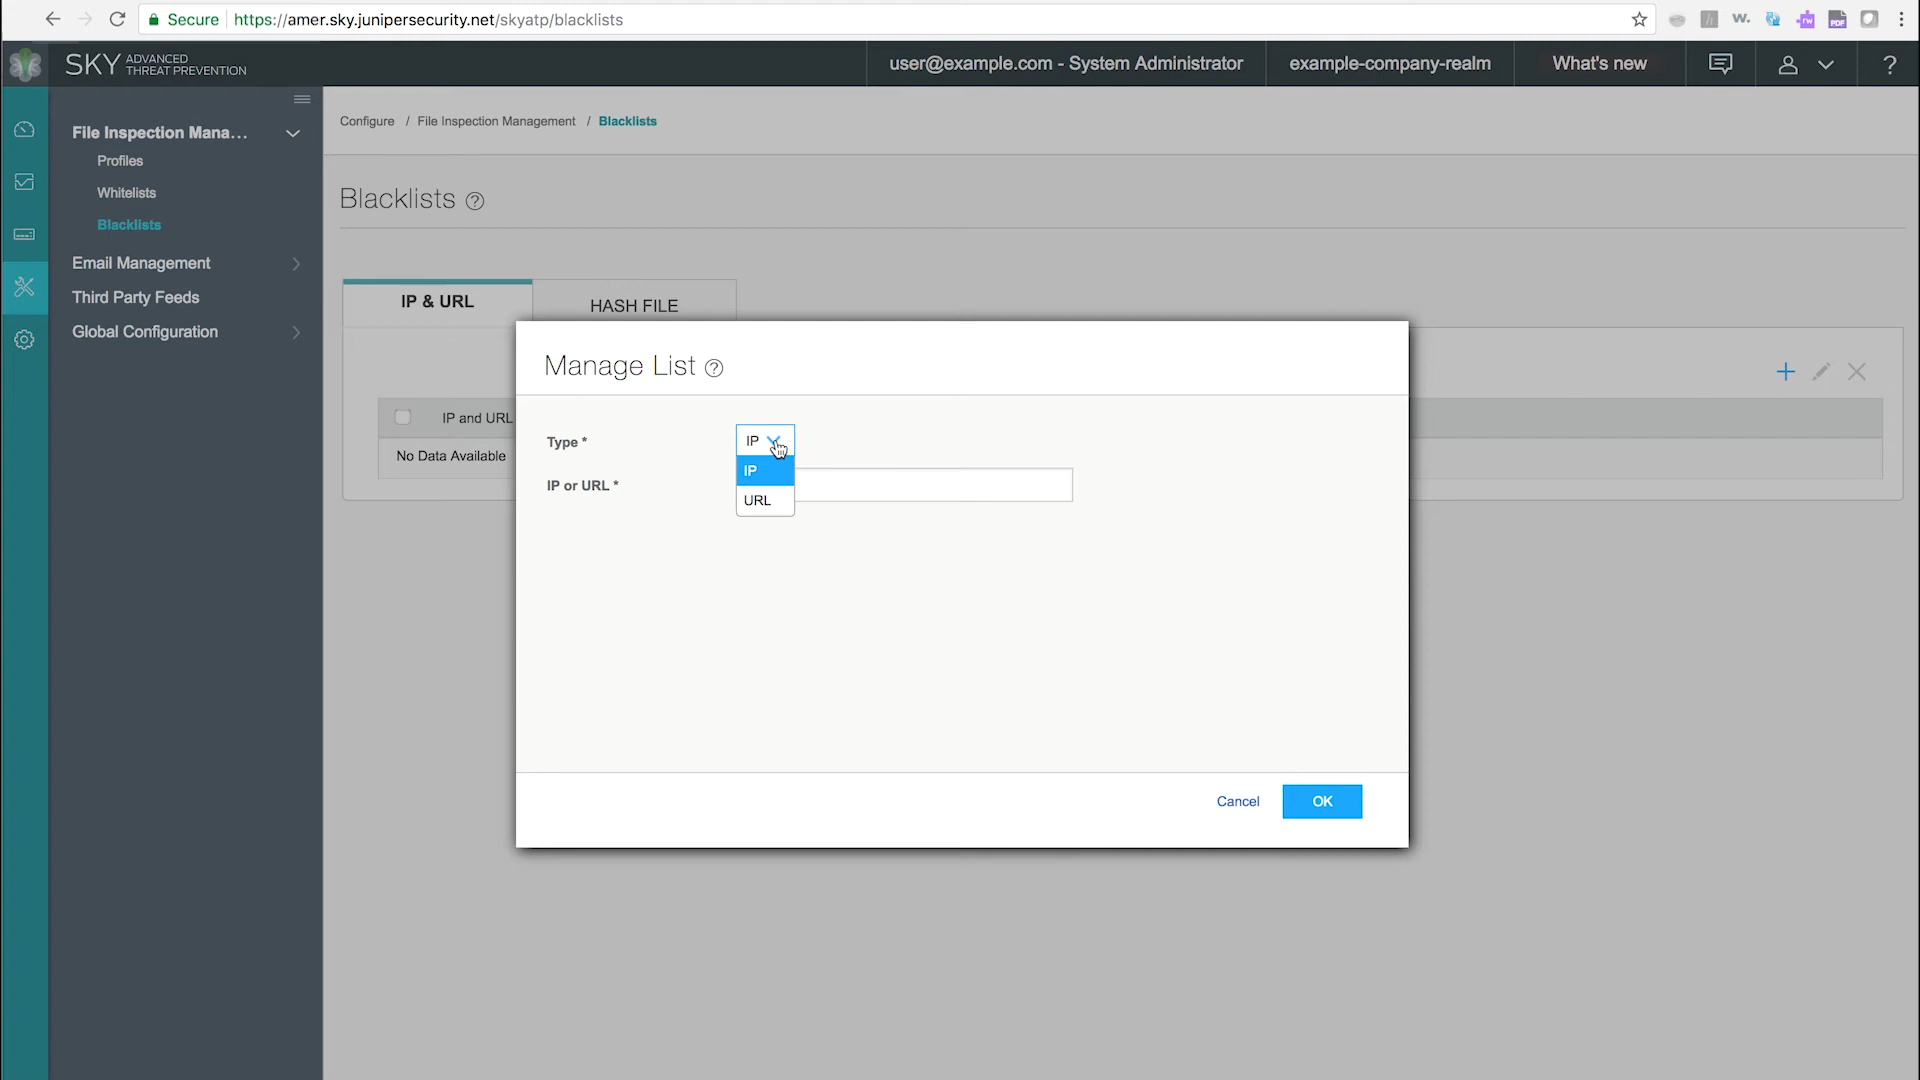 Secure https://amer.sky.junipersecurity.net/skyatp/blacklists
SKY ADVANCED THREAT PREVENTION
user@example.com - System Administrator
example-company-realm
What's new
?
File Inspection Mana...
Profiles
Whitelists
Blacklists
Email Management
Third Party Feeds
Global Configuration
Configure / File Inspection Management / Blacklists
Blacklists ?
IP & URL
HASH FILE
IP and URL
No Data Available
Manage List ?
Type *
IP
IP
URL
IP or URL *
Cancel
OK
h
w.
rw
PDF